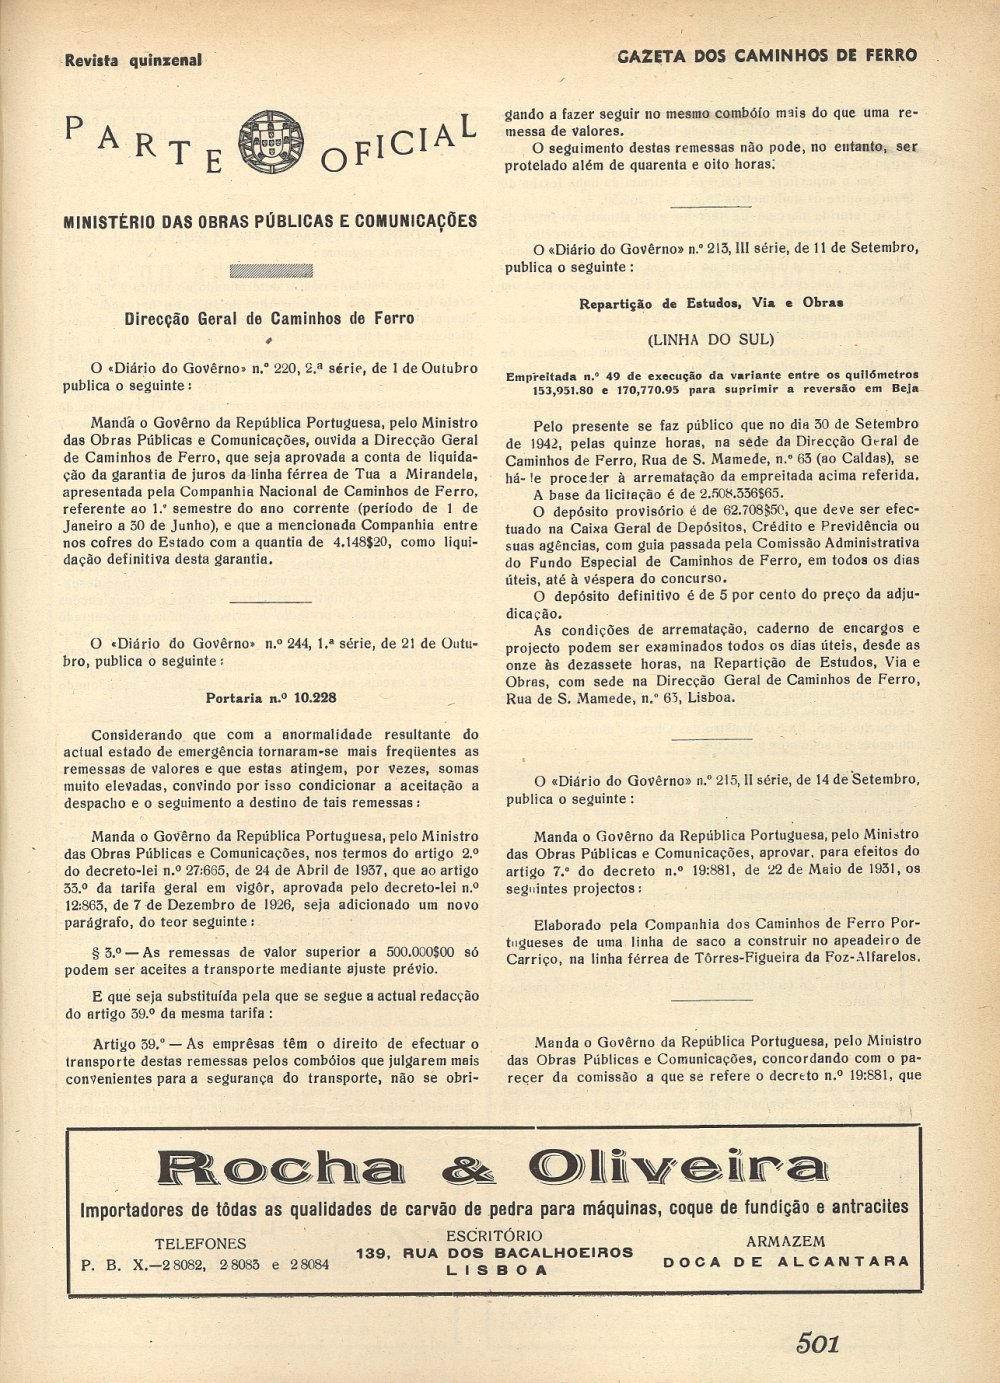 Revista quinzenal
GAZETA DOS CAMINHOS DE FERRO
PARTE OFICIAL
MINISTÉRIO DAS OBRAS PÚBLICAS E COMUNICAÇÕES
Direcção Geral de Caminhos de Ferro
O «Diário do Govêrno» n.º 220, 2.ª série, de 1 de Outubro
publica o seguinte:
Manda o Govêrno da República Portuguesa, pelo Ministro
das Obras Públicas e Comunicações, ouvida a Direcção Geral
de Caminhos de Ferro, que seja aprovada a conta de liquida-
ção da garantia de juros da linha férrea de Tua a Mirandela,
apresentada pela Companhia Nacional de Caminhos de Ferro,
referente ao 1.º semestre do ano corrente (período de 1 de
Janeiro a 30 de Junho), e que a mencionada Companhia entre
nos cofres do Estado com a quantia de 4.148$20, como liqui-
dação definitiva desta garantia.
O «Diário do Govêrno» n.º 244, 1.ª série, de 21 de Outu-
bro, publica o seguinte:
Portaria n.º 10.228
Considerando que com a anormalidade resultante do
actual estado de emergência tornaram-se mais freqüentes as
remessas de valores e que estas atingem, por vezes, somas
muito elevadas, convindo por isso condicionar a aceitação a
despacho e o seguimento a destino de tais remessas:
Manda o Govêrno da República Portuguesa, pelo Ministro
das Obras Públicas e Comunicações, nos termos do artigo 2.º
do decreto-lei n.º 27:665, de 24 de Abril de 1937, que ao artigo
33.º da tarifa geral em vigôr, aprovada pelo decreto-lei n.º
12:863, de 7 de Dezembro de 1926, seja adicionado um novo
parágrafo, do teor seguinte:
§ 3.º — As remessas de valor superior a 500.000$00 só
podem ser aceites a transporte mediante ajuste prévio.
E que seja substituída pela que se segue a actual redacção
do artigo 39.º da mesma tarifa:
Artigo 39.º — As emprêsas têm o direito de efectuar o
transporte destas remessas pelos combóios que julgarem mais
convenientes para a segurança do transporte, não se obri-
gando a fazer seguir no mesmo combóio mais do que uma re-
messa de valores.
O seguimento destas remessas não pode, no entanto, ser
protelado além de quarenta e oito horas.
O «Diário do Govêrno» n.º 213, III série, de 11 de Setembro,
publica o seguinte:
Repartição de Estudos, Via e Obras
(LINHA DO SUL)
Empreitada n.º 49 de execução da variante entre os quilómetros
153,951.80 e 170,770.95 para suprimir a reversão em Beja
Pelo presente se faz público que no dia 30 de Setembro
de 1942, pelas quinze horas, na sede da Direcção Geral de
Caminhos de Ferro, Rua de S. Mamede, n.º 63 (ao Caldas), se
há-de proceder à arrematação da empreitada acima referida.
A base da licitação é de 2.508.336$65.
O depósito provisório é de 62.708$50, que deve ser efec-
tuado na Caixa Geral de Depósitos, Crédito e Previdência ou
suas agências, com guia passada pela Comissão Administrativa
do Fundo Especial de Caminhos de Ferro, em todos os dias
úteis, até à véspera do concurso.
O depósito definitivo é de 5 por cento do preço da adju-
dicação.
As condições de arrematação, caderno de encargos e
projecto podem ser examinados todos os dias úteis, desde as
onze às dezassete horas, na Repartição de Estudos, Via e
Obras, com sede na Direcção Geral de Caminhos de Ferro,
Rua de S. Mamede, n.º 63, Lisboa.
O «Diário do Govêrno» n.º 215, II série, de 14 de Setembro,
publica o seguinte:
Manda o Govêrno da República Portuguesa, pelo Ministro
das Obras Públicas e Comunicações, aprovar, para efeitos do
artigo 7.º do decreto n.º 19:881, de 22 de Maio de 1931, os
seguintes projectos:
Elaborado pela Companhia dos Caminhos de Ferro Por-
tugueses de uma linha de saco a construir no apeadeiro de
Carriço, na linha férrea de Tôrres-Figueira da Foz-Alfarelos.
Manda o Govêrno da República Portuguesa, pelo Ministro
das Obras Públicas e Comunicações, concordando com o pa-
recer da comissão a que se refere o decreto n.º 19:881, que
Rocha & Oliveira
Importadores de tôdas as qualidades de carvão de pedra para máquinas, coque de fundição e antracites
TELEFONES
P. B. X.—2 8082, 2 8083 e 2 8084
ESCRITÓRIO
139, RUA DOS BACALHOEIROS
LISBOA
ARMAZEM
DOCA DE ALCANTARA
501